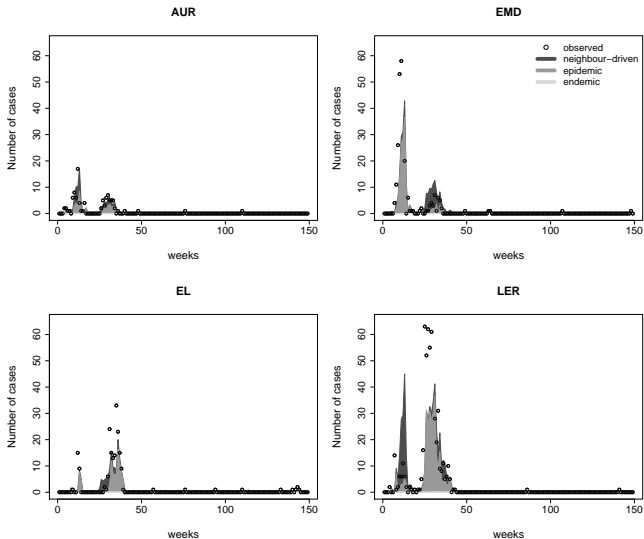 AUR
Number of cases
0 10 20 30 40 50 60
0 50 100 150
weeks
EMD
Number of cases
0 10 20 30 40 50 60
0 50 100 150
weeks
observed
neighbour−driven
epidemic
endemic
EL
Number of cases
0 10 20 30 40 50 60
0 50 100 150
weeks
LER
Number of cases
0 10 20 30 40 50 60
0 50 100 150
weeks